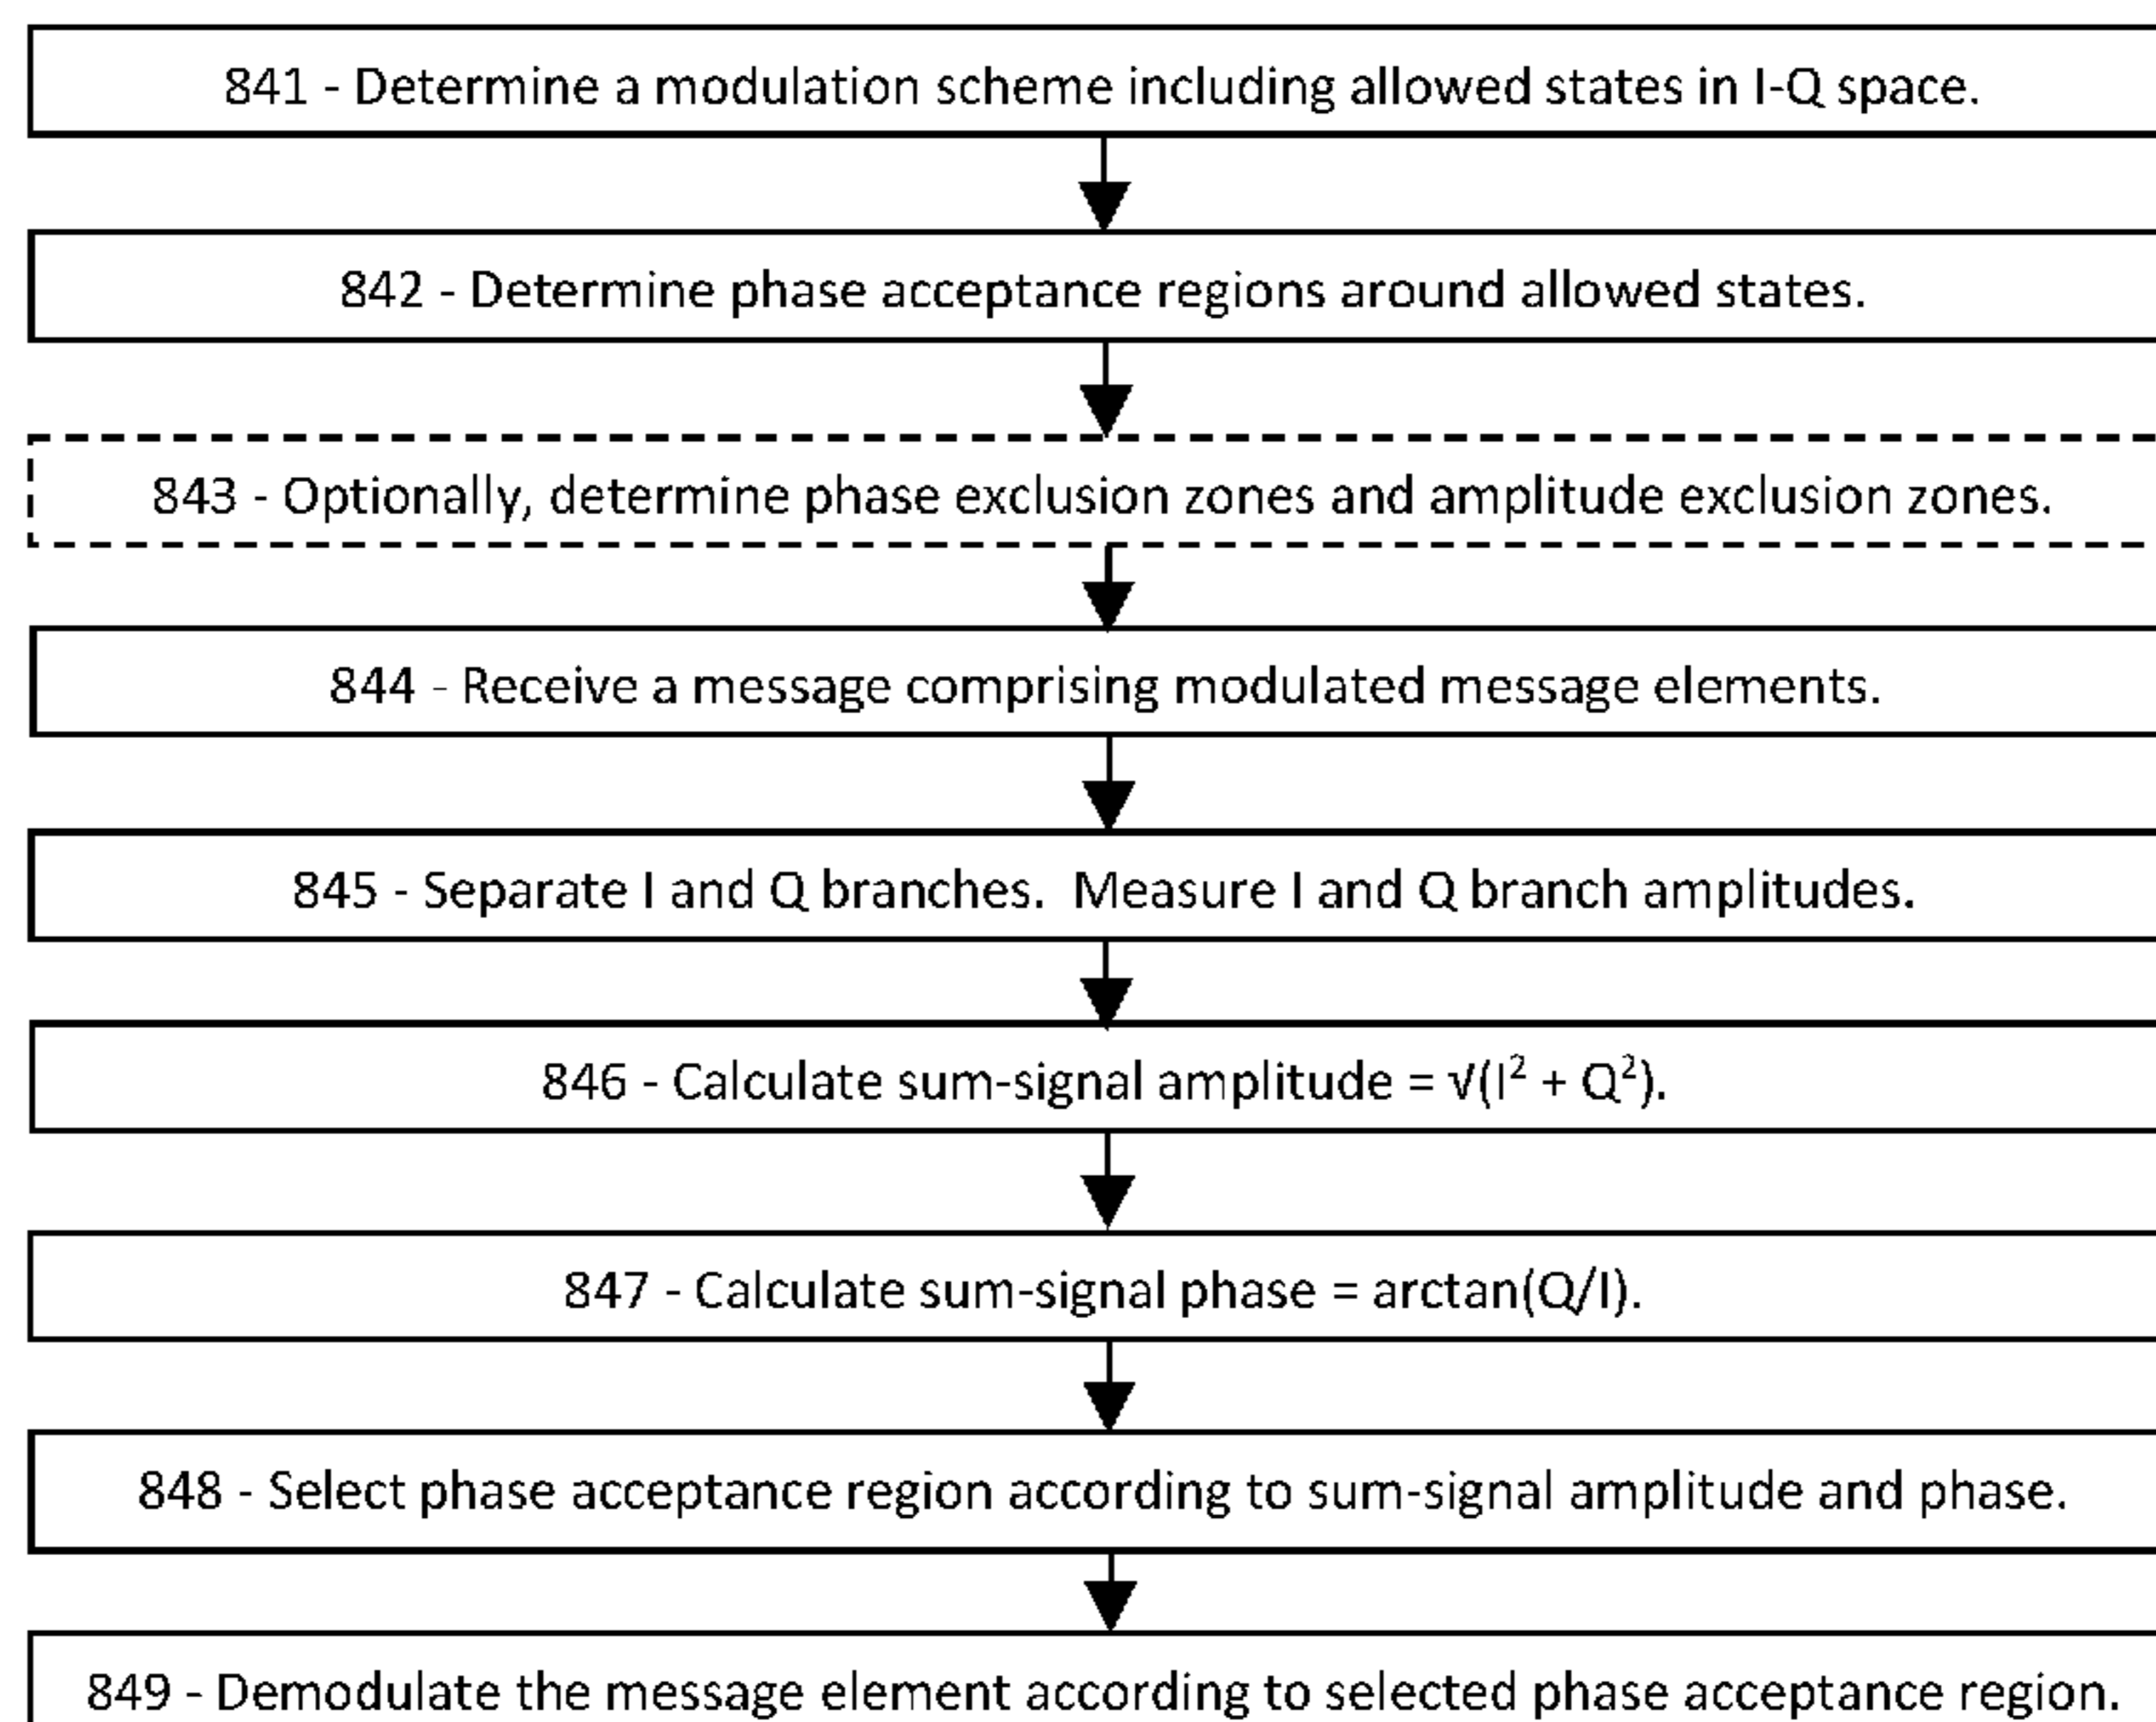 841 - Determine a modulation scheme including allowed states in I-Q space.
842 - Determine phase acceptance regions around allowed states.
843 - Optionally, determine phase exclusion zones and amplitude exclusion zones.
844 - Receive a message comprising modulated message elements.
845 - Separate I and Q branches.  Measure I and Q branch amplitudes.
846 - Calculate sum-signal amplitude = √(I² + Q²).
847 - Calculate sum-signal phase = arctan(Q/I).
848 - Select phase acceptance region according to sum-signal amplitude and phase.
849 - Demodulate the message element according to selected phase acceptance region.